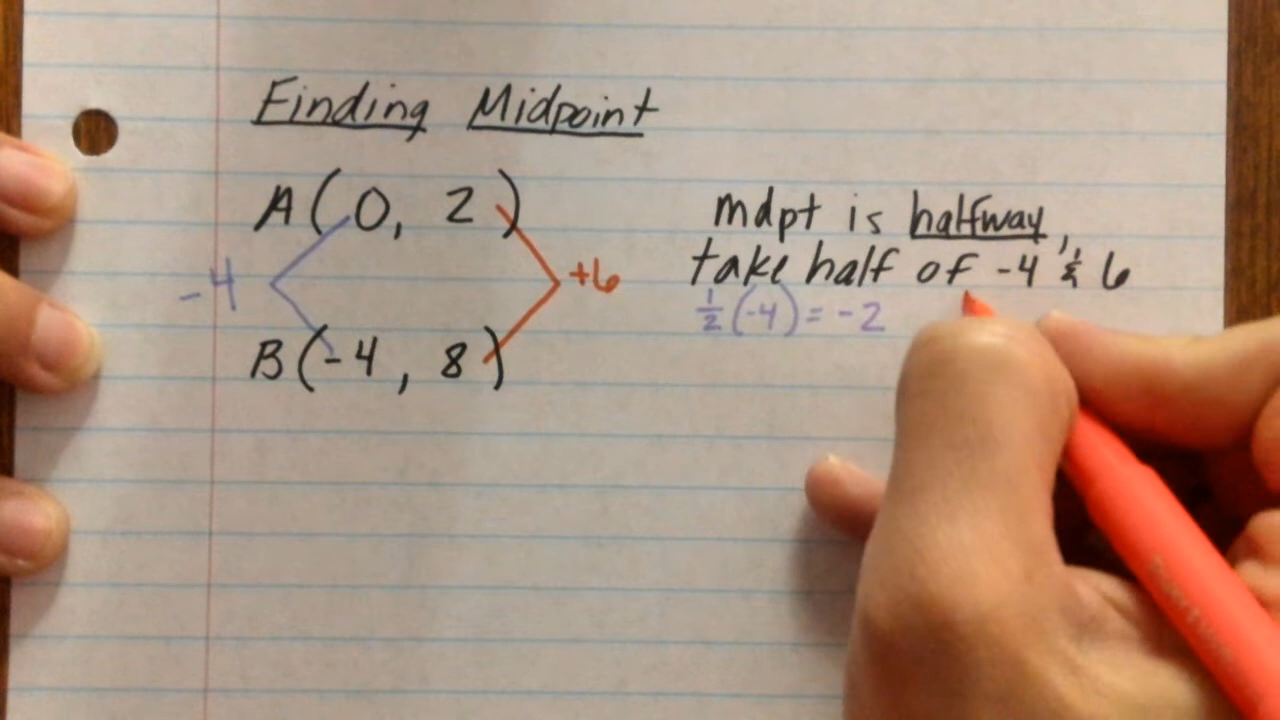 Finding Midpoint
A(0, 2)
-4
+6
B(-4, 8)
mdpt is halfway,
take half of -4 & 6
1/2(-4) = -2